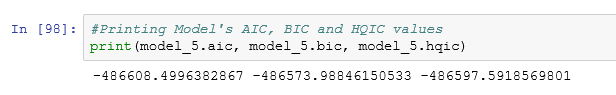 In [98]: #Printing Model's AIC, BIC and HQIC values
print(model_5.aic, model_5.bic, model_5.hqic)
-486608.4996382867 -486573.98846150533 -486597.5918569801